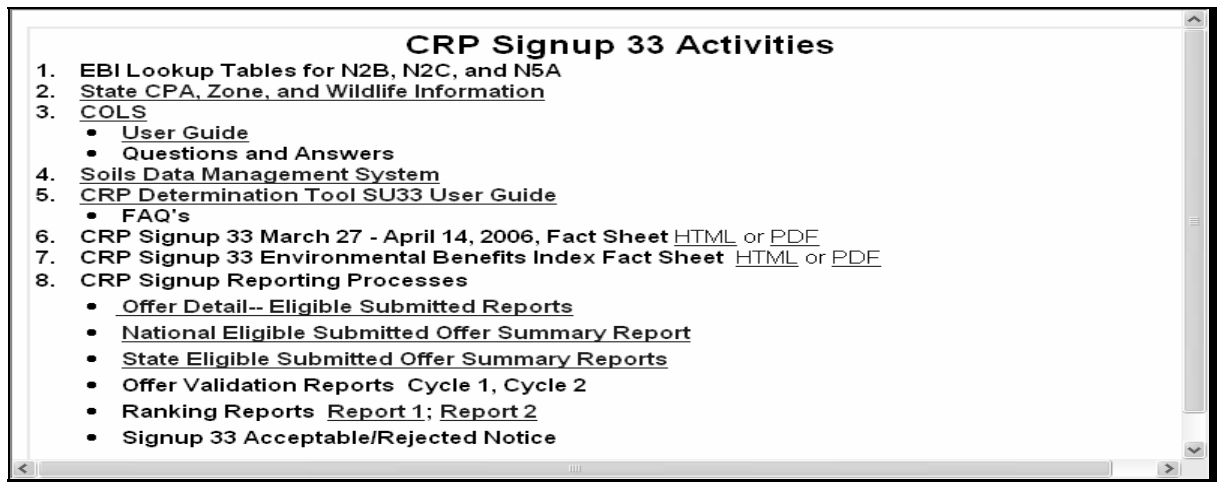 CRP Signup 33 Activities
1. EBI Lookup Tables for N2B, N2C, and N5A
2. State CPA, Zone, and Wildlife Information
3. COLS
• User Guide
• Questions and Answers
4. Soils Data Management System
5. CRP Determination Tool SU33 User Guide
• FAQ's
6. CRP Signup 33 March 27 - April 14, 2006, Fact Sheet HTML or PDF
7. CRP Signup 33 Environmental Benefits Index Fact Sheet HTML or PDF
8. CRP Signup Reporting Processes
• Offer Detail-- Eligible Submitted Reports
• National Eligible Submitted Offer Summary Report
• State Eligible Submitted Offer Summary Reports
• Offer Validation Reports Cycle 1, Cycle 2
• Ranking Reports Report 1; Report 2
• Signup 33 Acceptable/Rejected Notice